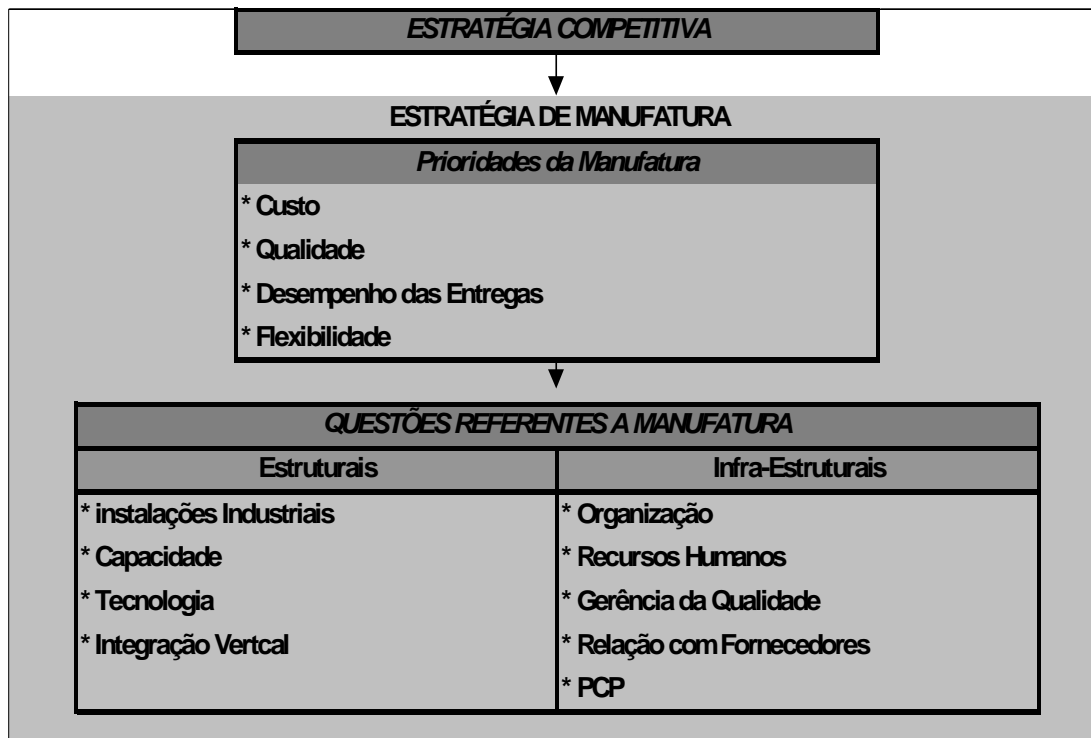 ESTRATÉGIA COMPETITIVA
ESTRATÉGIA DE MANUFATURA
Prioridades da Manufatura
* Custo
* Qualidade
* Desempenho das Entregas
* Flexibilidade
QUESTÕES REFERENTES A MANUFATURA
Estruturais
* instalações Industriais
* Capacidade
* Tecnologia
* Integração Vertcal
Infra-Estruturais
* Organização
* Recursos Humanos
* Gerência da Qualidade
* Relação com Fornecedores
* PCP